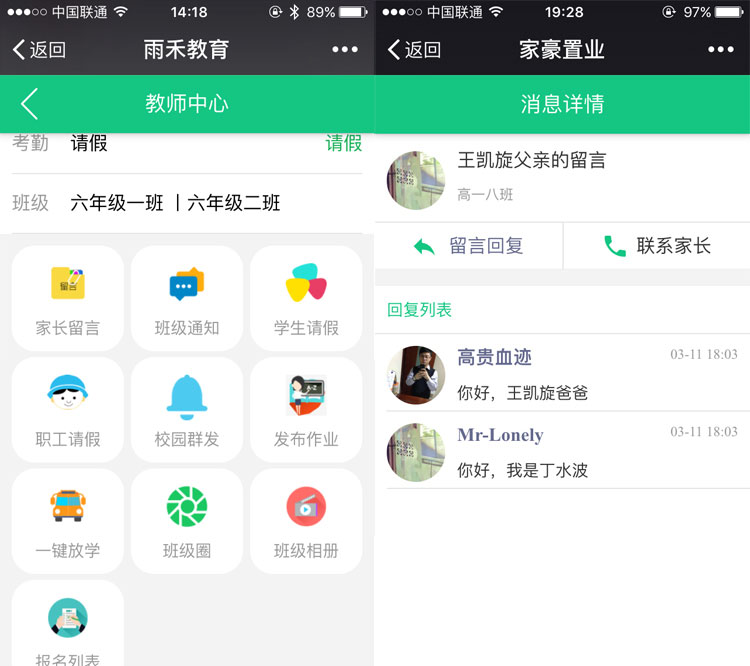 中国联通 14:18 89%
返回 雨禾教育
教师中心
考勤 请假 请假
班级 六年级一班 | 六年级二班
留言
家长留言 班级通知 学生请假
职工请假 校园群发 发布作业
一键放学 班级圈 班级相册
报名列表
中国联通 19:28 97%
返回 家豪置业
消息详情
王凯旋父亲的留言
高一八班
留言回复 联系家长
回复列表
高贵血迹 03-11 18:03
你好，王凯旋爸爸
Mr-Lonely 03-11 18:03
你好，我是丁水波